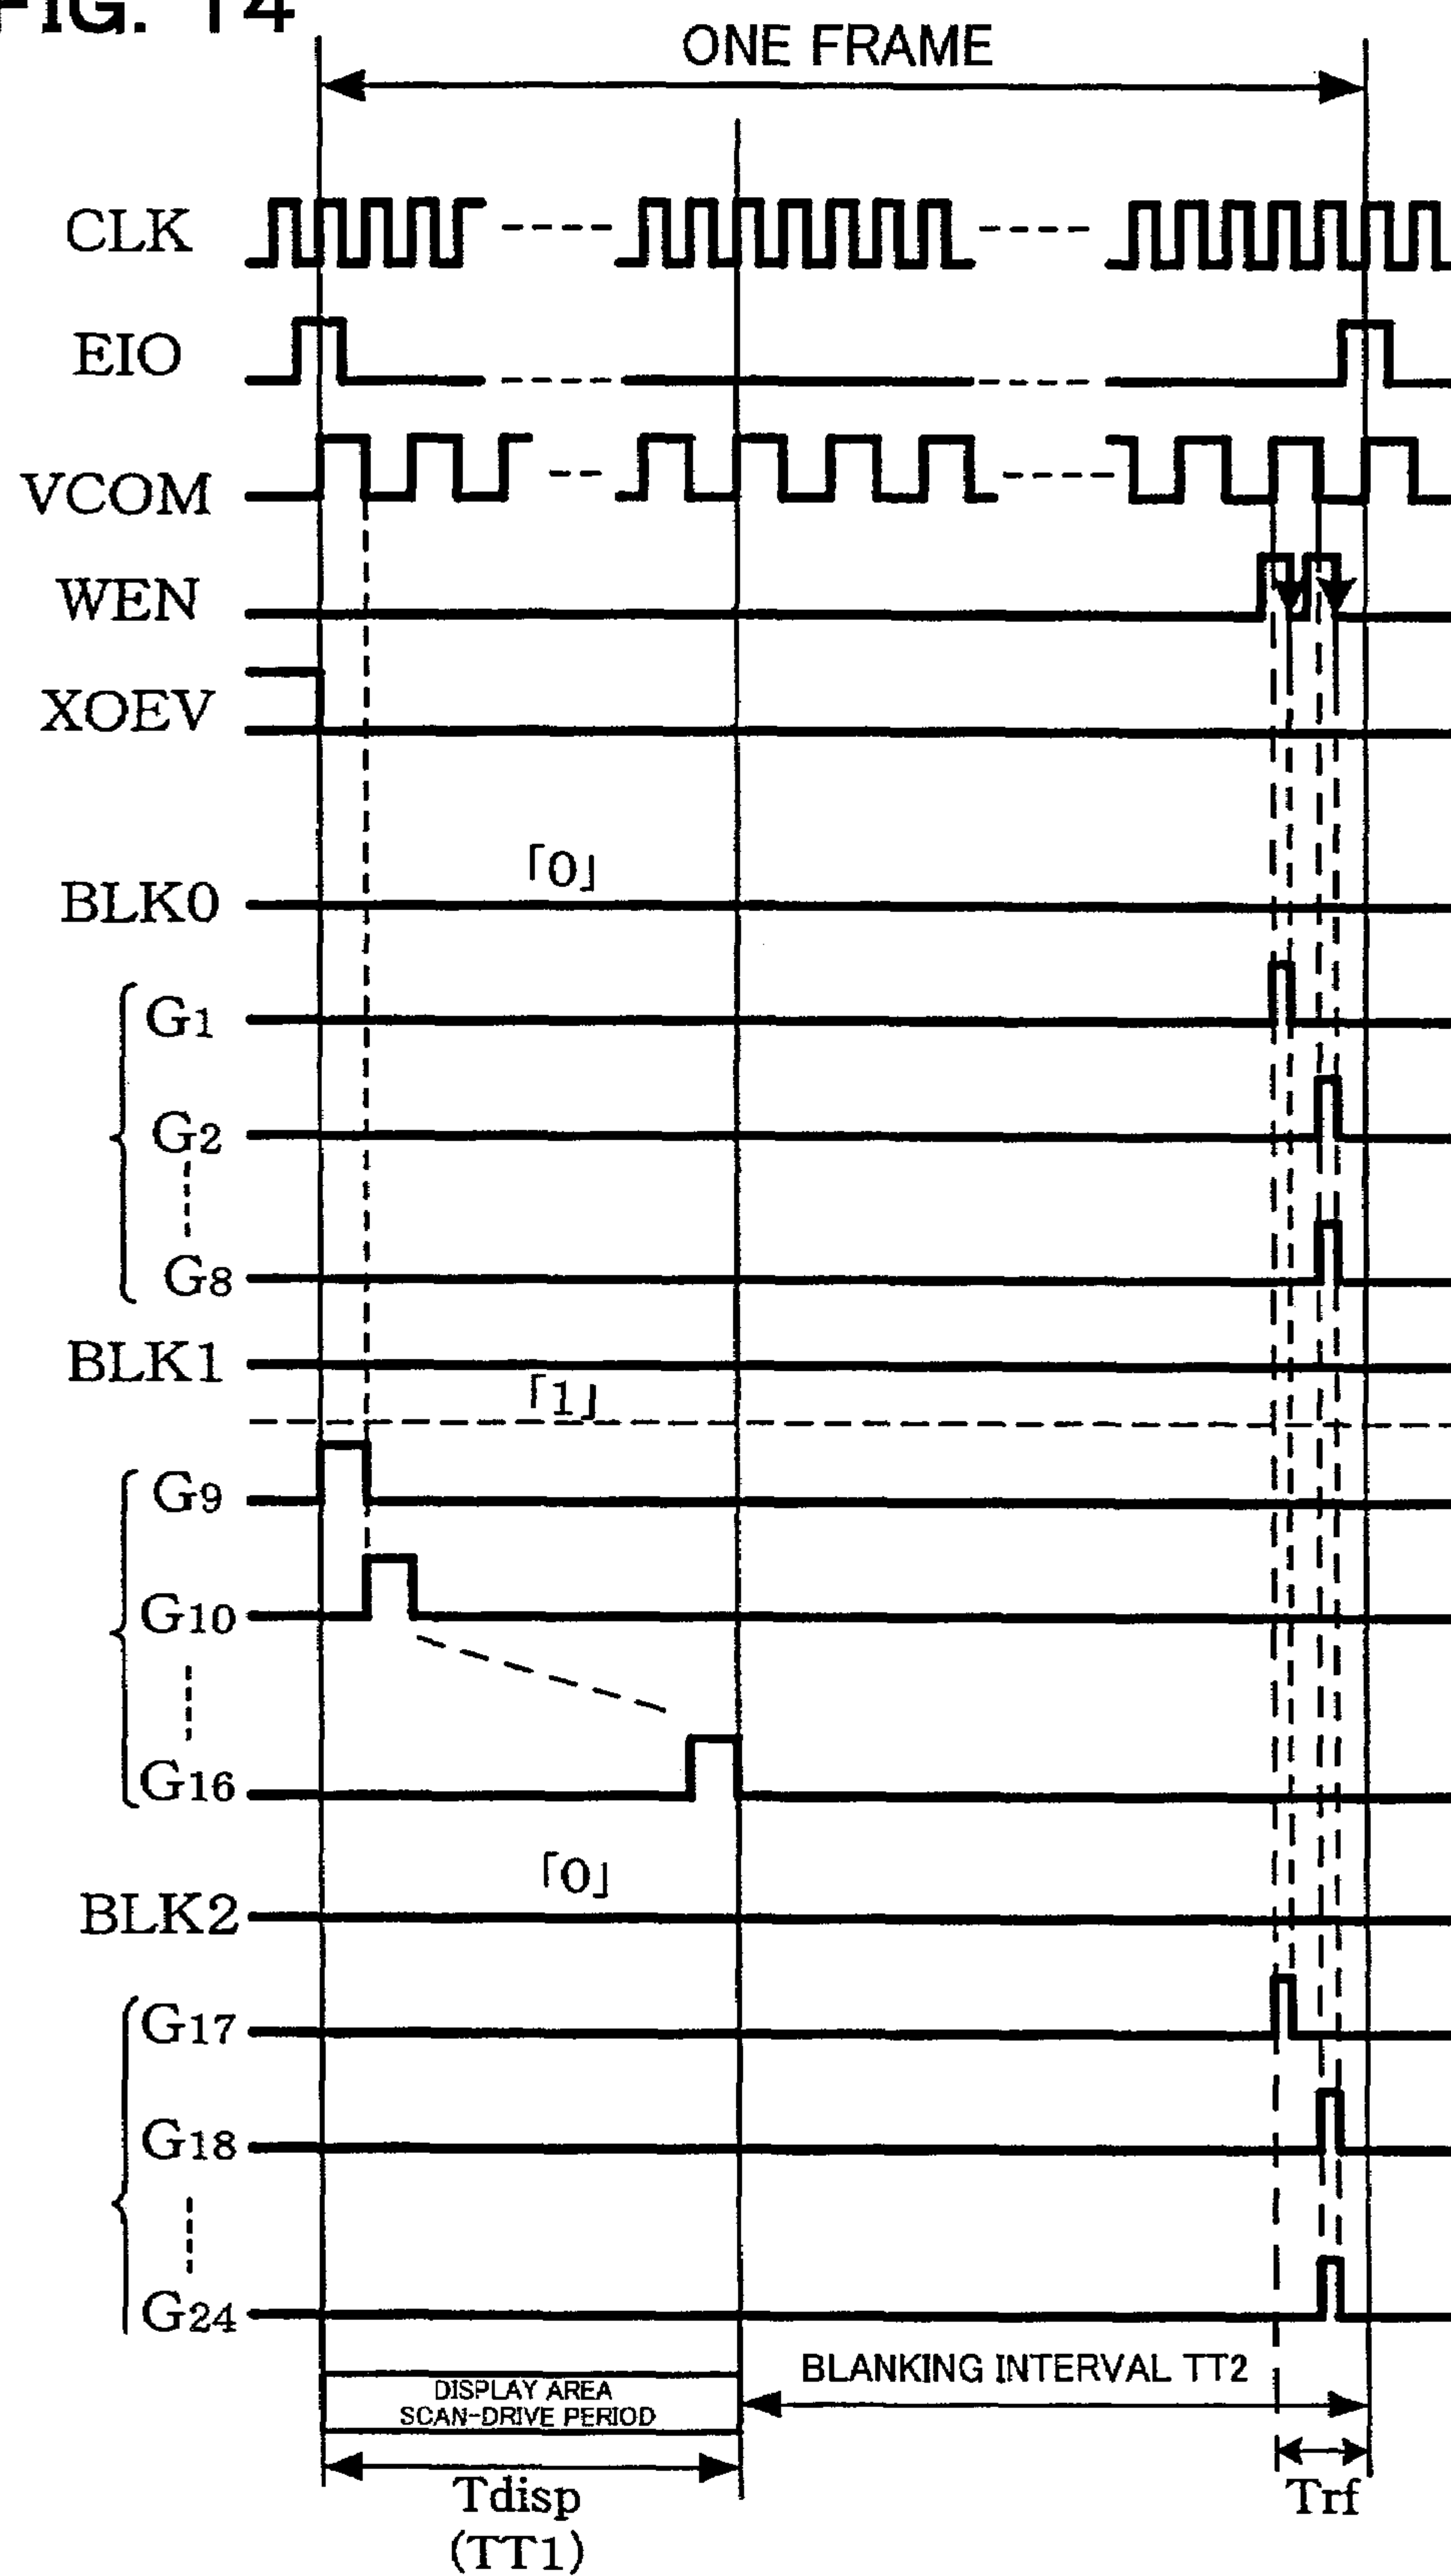 FIG. 14
ONE FRAME
CLK
EIO
VCOM
WEN
XOEV
「0」
BLK0
G1
G2
G8
BLK1
「1」
G9
G10
G16
「0」
BLK2
G17
G18
G24
BLANKING INTERVAL TT2
DISPLAY AREA
SCAN-DRIVE PERIOD
Tdisp
(TT1)
Trf